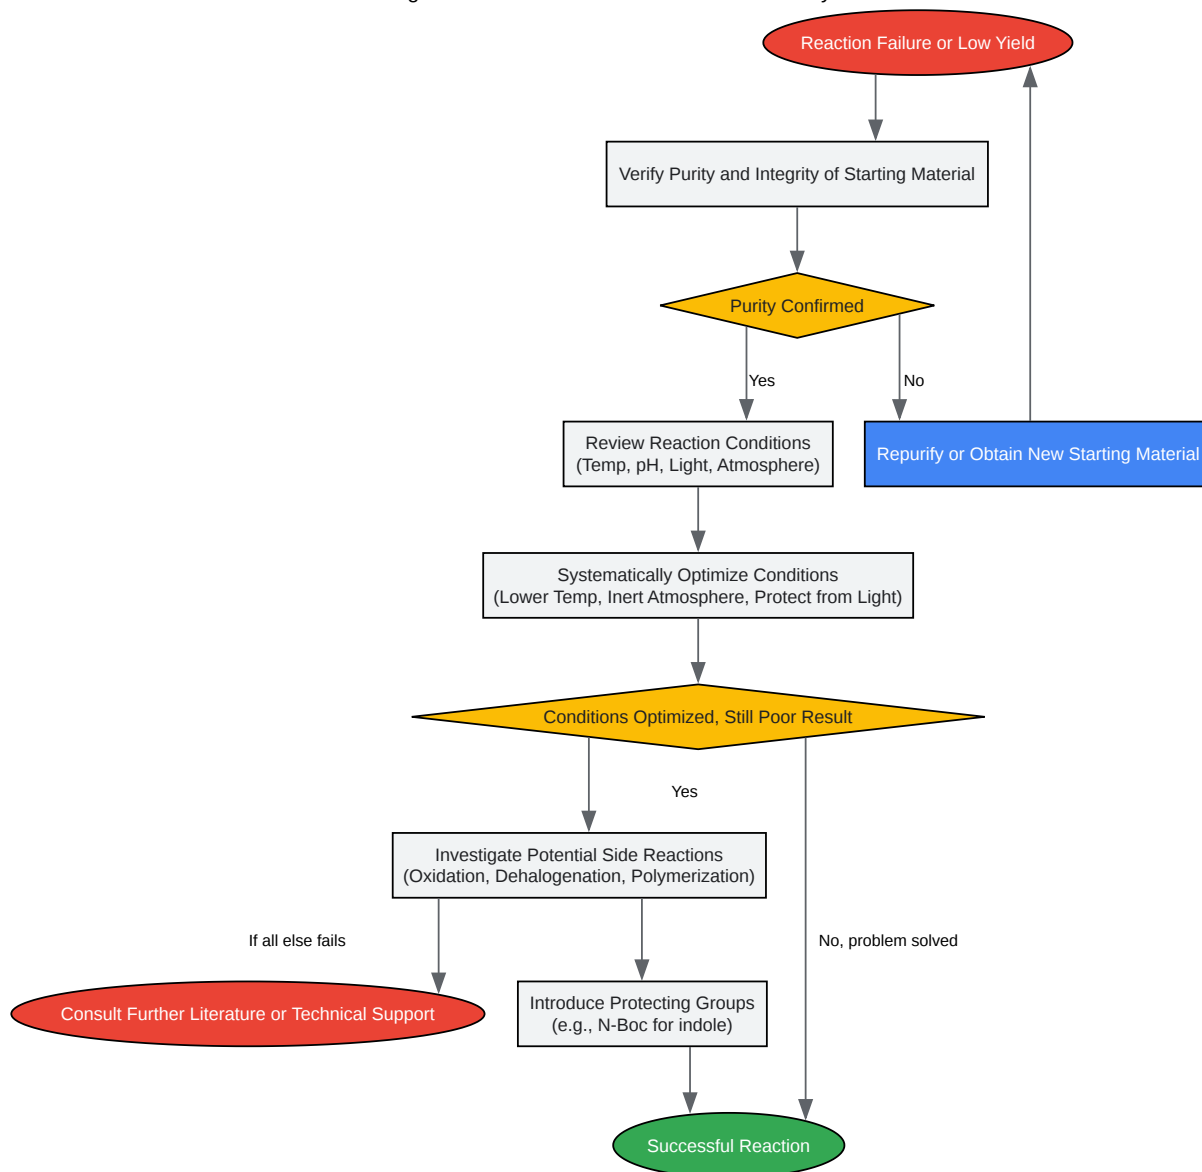 Reaction Failure or Low Yield
Verify Purity and Integrity of Starting Material
Purity Confirmed
Yes
No
Review Reaction Conditions
(Temp, pH, Light, Atmosphere)
Repurify or Obtain New Starting Material
Systematically Optimize Conditions
(Lower Temp, Inert Atmosphere, Protect from Light)
Conditions Optimized, Still Poor Result
Yes
Investigate Potential Side Reactions
(Oxidation, Dehalogenation, Polymerization)
If all else fails
No, problem solved
Consult Further Literature or Technical Support
Introduce Protecting Groups
(e.g., N-Boc for indole)
Successful Reaction